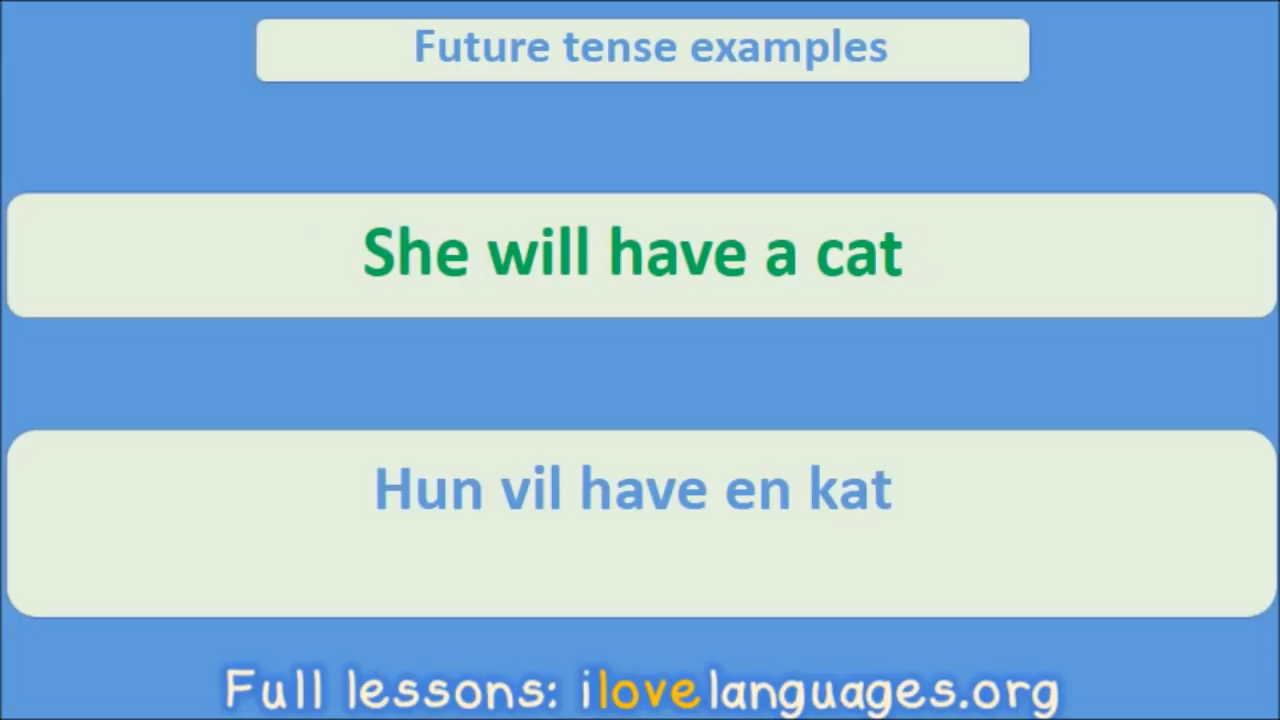 Future tense examples
She will have a cat
Hun vil have en kat
Full lessons: ilovelanguages.org